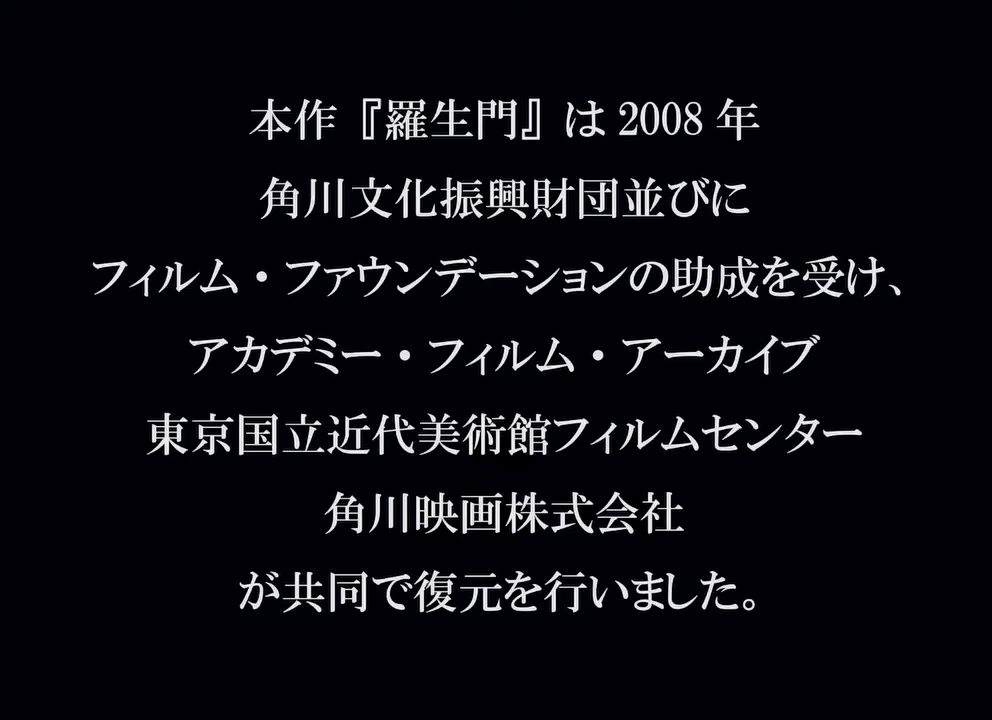 本作『羅生門』は 2008 年
角川文化振興財団並びに
フィルム・ファウンデーションの助成を受け、
アカデミー・フィルム・アーカイブ
東京国立近代美術館フィルムセンター
角川映画株式会社
が共同で復元を行いました。